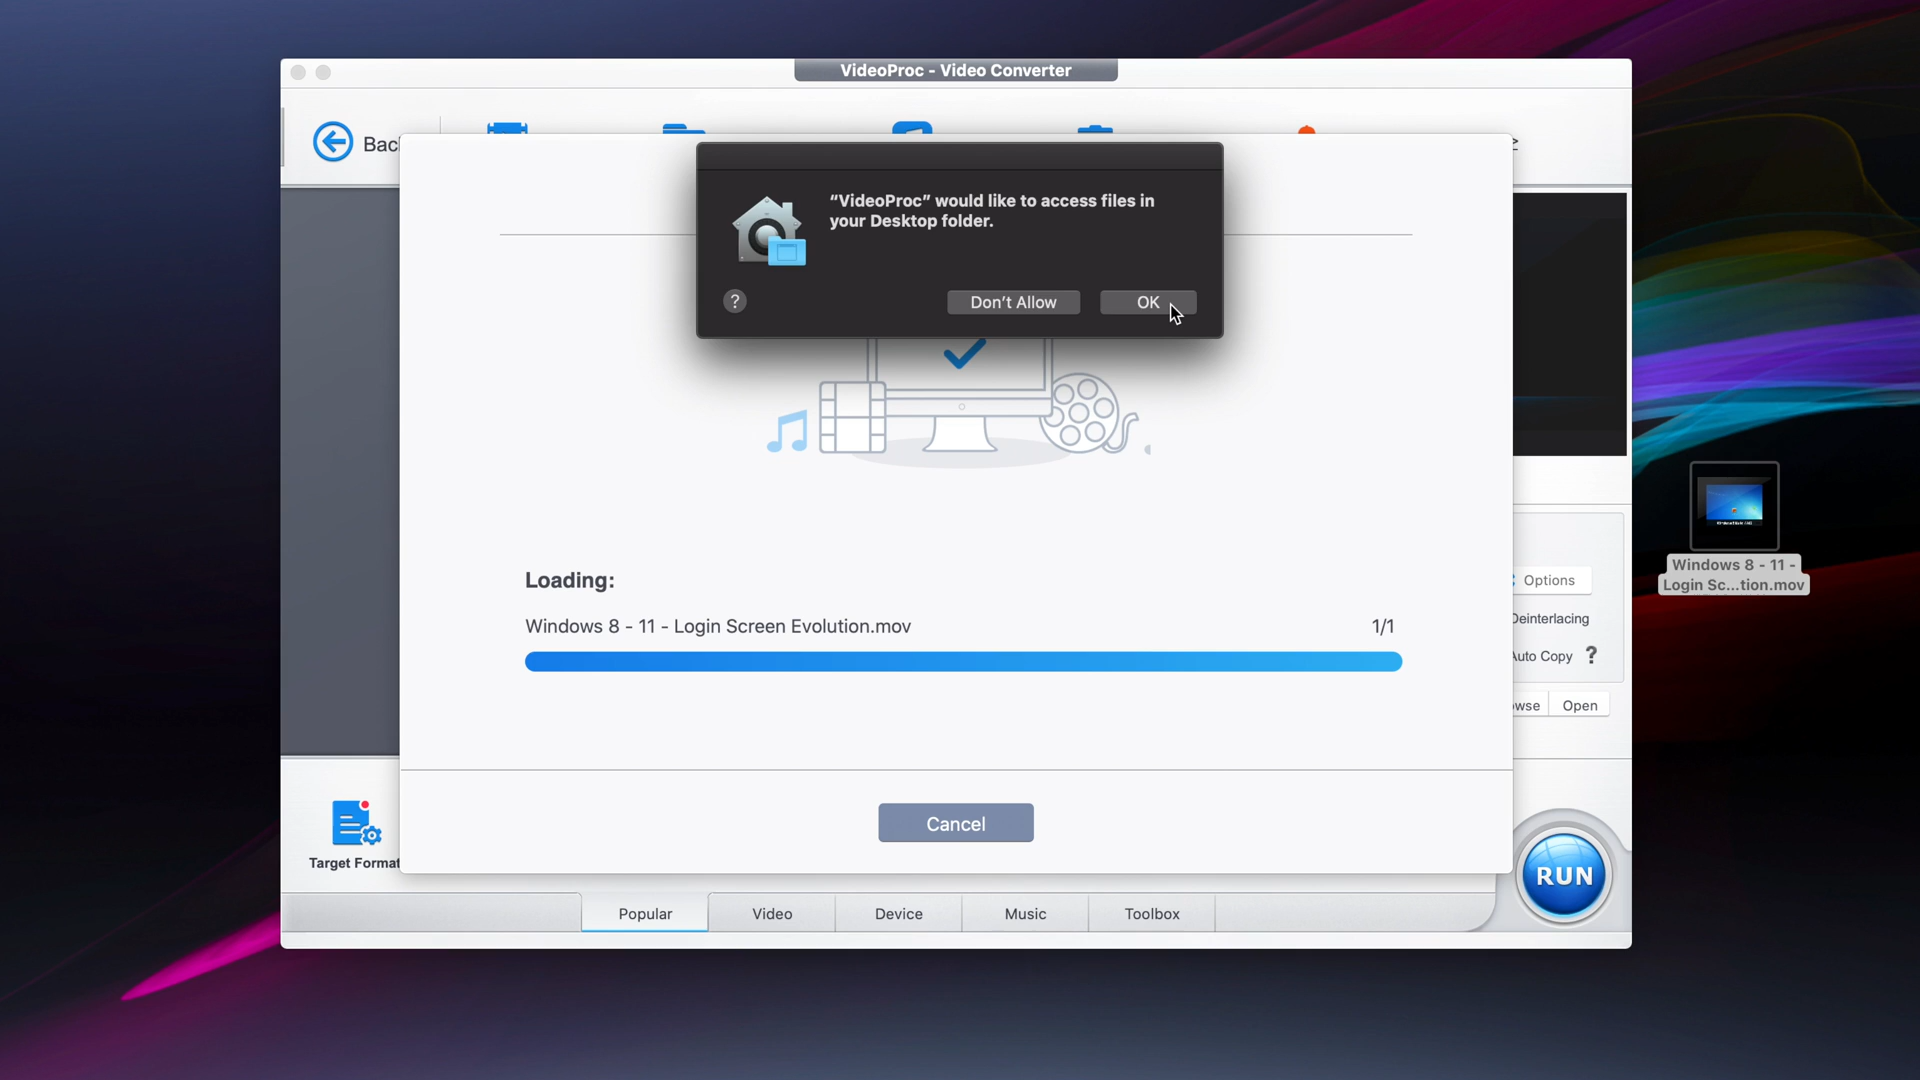 VideoProc - Video Converter
Back
“VideoProc” would like to access files in
your Desktop folder.
?
Don’t Allow
OK
Loading:
Windows 8 - 11 - Login Screen Evolution.mov
1/1
Options
Deinterlacing
Auto Copy ?
Open
Windows 8 - 11 -
Login Sc...tion.mov
Cancel
Target Format
RUN
Popular
Video
Device
Music
Toolbox